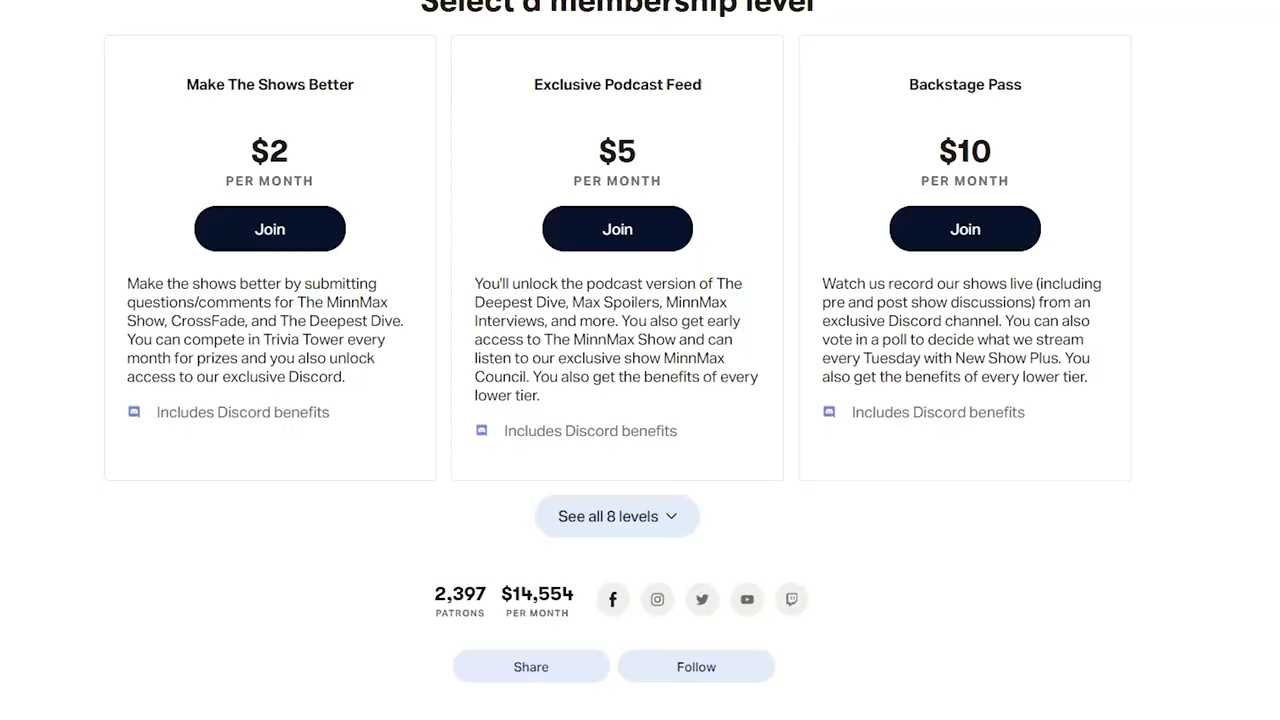 Select a membership level
Make The Shows Better
$2
PER MONTH
Join
Make the shows better by submitting
questions/comments for The MinnMax
Show, CrossFade, and The Deepest Dive.
You can compete in Trivia Tower every
month for prizes and you also unlock
access to our exclusive Discord.
Includes Discord benefits
Exclusive Podcast Feed
$5
PER MONTH
Join
You'll unlock the podcast version of The
Deepest Dive, Max Spoilers, MinnMax
Interviews, and more. You also get early
access to The MinnMax Show and can
listen to our exclusive show MinnMax
Council. You also get the benefits of every
lower tier.
Includes Discord benefits
Backstage Pass
$10
PER MONTH
Join
Watch us record our shows live (including
pre and post show discussions) from an
exclusive Discord channel. You can also
vote in a poll to decide what we stream
every Tuesday with New Show Plus. You
also get the benefits of every lower tier.
Includes Discord benefits
See all 8 levels
2,397
PATRONS
$14,554
PER MONTH
Share
Follow